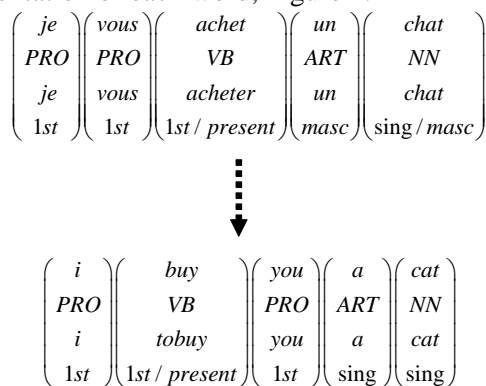 je vous achet un chat
PRO PRO VB ART NN
je vous acheter un chat
1st 1st 1st / present masc sing / masc
i buy you a cat
PRO VB PRO ART NN
i tobuy you a cat
1st 1st / present 1st sing sing